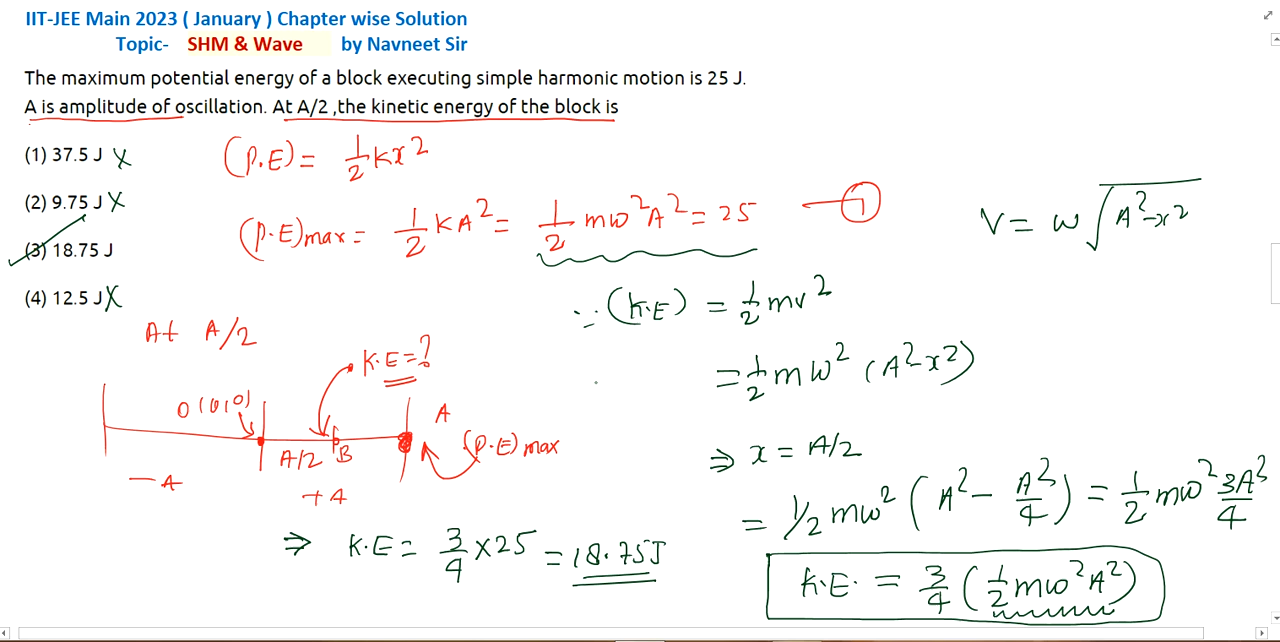 IIT-JEE Main 2023 ( January ) Chapter wise Solution
Topic- SHM & Wave by Navneet Sir
The maximum potential energy of a block executing simple harmonic motion is 25 J.
A is amplitude of oscillation. At A/2 ,the kinetic energy of the block is
(1) 37.5 J X
(2) 9.75 J X
(3) 18.75 J
(4) 12.5 J X
(P.E) = 1/2 Kx²
(P.E)max = 1/2 KA² = 1/2 mω²A² = 25 — 1
V = ω√(A²-x²)
∵ (K.E) = 1/2 mv²
= 1/2 mω² (A²-x²)
⇒ x = A/2
= 1/2 mω² (A² - A²/4) = 1/2 mω² 3A²/4
K.E. = 3/4 (1/2 mω²A²)
At A/2
K.E=?
O(0,0)
A
A/2 B
(P.E) max
-A
+A
⇒ K.E = 3/4 x 25 = 18.75J